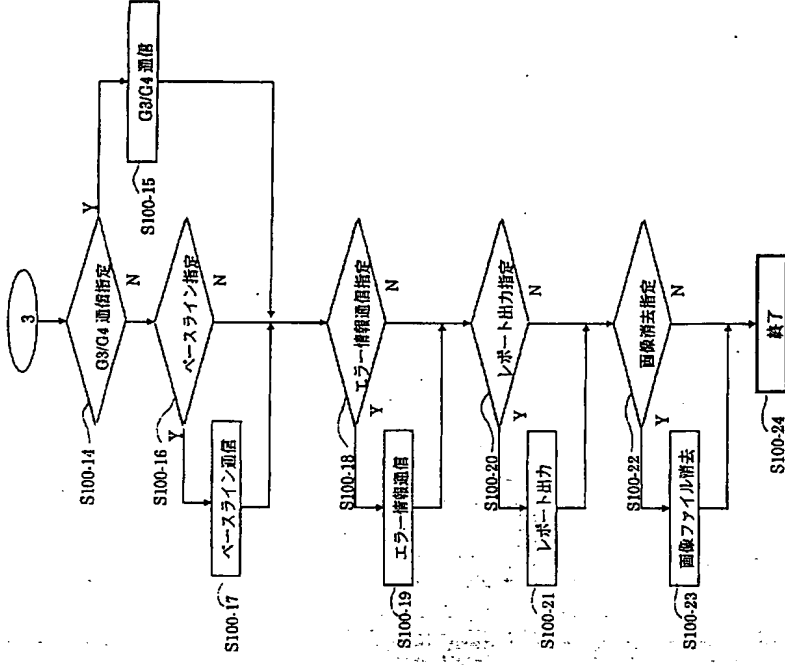 3
S100-14
G3/G4 通信指定
Y
N
G3/G4 通信
S100-15
S100-16
ベースライン指定
Y
N
ベースライン通信
S100-17
S100-18
エラー情報通信指定
Y
N
エラー情報通信
S100-19
S100-20
レポート出力指定
Y
N
レポート出力
S100-21
S100-22
画像消去指定
Y
N
画像ファイル消去
S100-23
終了
S100-24